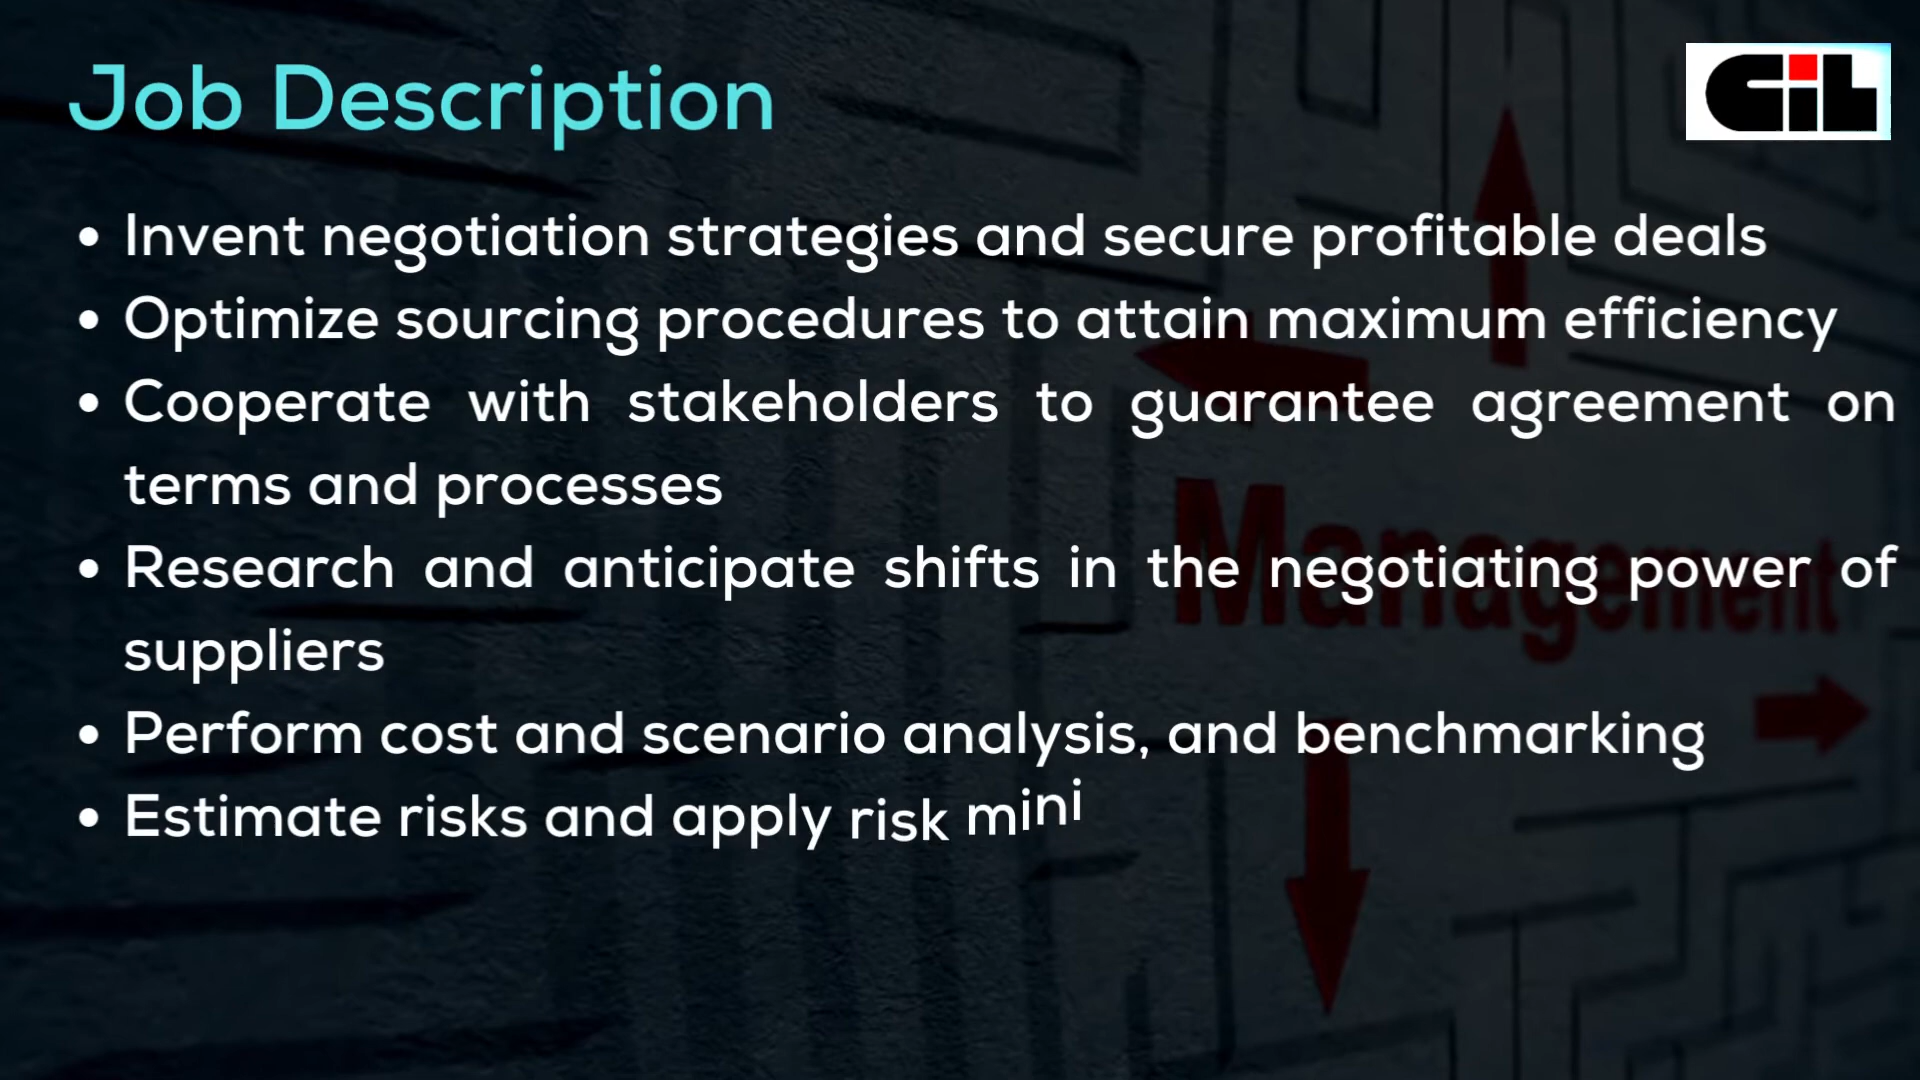 Job Description
CiL
• Invent negotiation strategies and secure profitable deals
• Optimize sourcing procedures to attain maximum efficiency
• Cooperate with stakeholders to guarantee agreement on
terms and processes
• Research and anticipate shifts in the negotiating power of
suppliers
Management
• Perform cost and scenario analysis, and benchmarking
• Estimate risks and apply risk mini